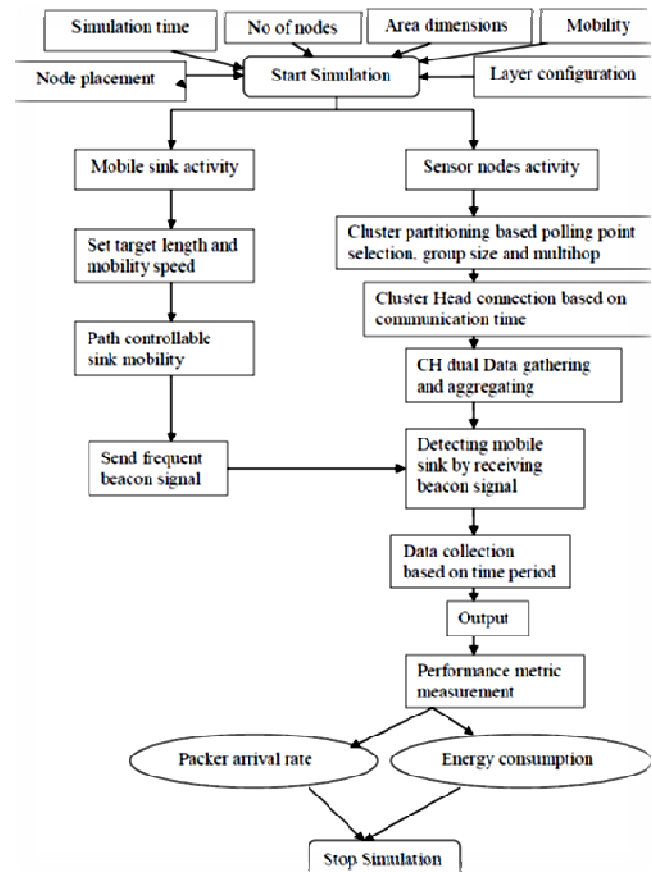 Simulation time
No of nodes
Area dimensions
Mobility
Node placement
Start Simulation
Layer configuration
Mobile sink activity
Sensor nodes activity
Set target length and
mobility speed
Cluster partitioning based polling point
selection, group size and multihop
Cluster Head connection based on
communication time
Path controllable
sink mobility
CH dual Data gathering
and aggregating
Send frequent
beacon signal
Detecting mobile
sink by receiving
beacon signal
Data collection
based on time period
Output
Performance metric
measurement
Packer arrival rate
Energy consumption
Stop Simulation